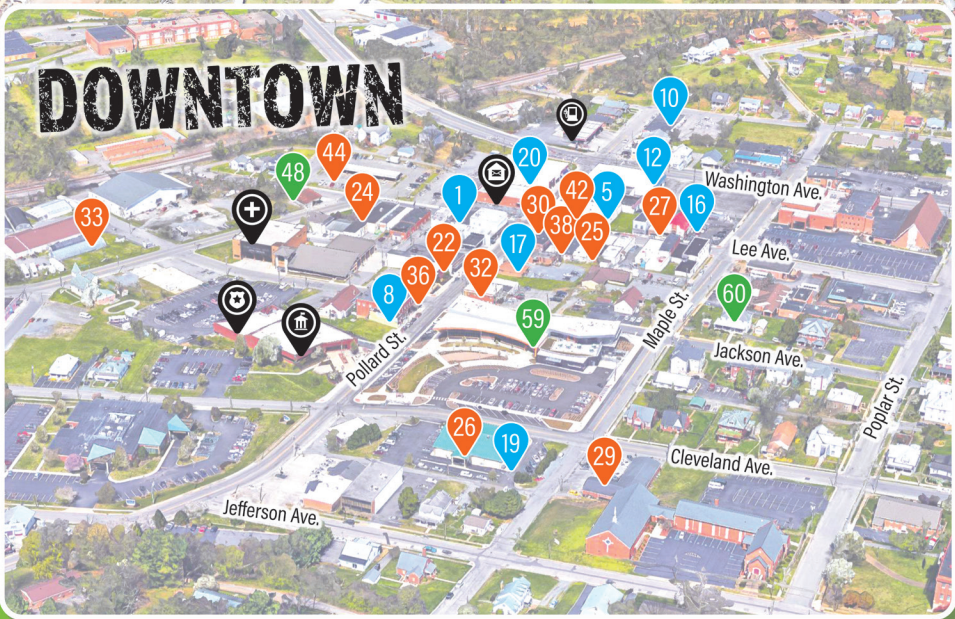 DOWNTOWN
10
44
20
12
48
24
1
42
5
Washington Ave.
30
27
16
33
38
25
22
17
Lee Ave.
36
32
8
60
59
Maple St.
Pollard St.
Jackson Ave.
Poplar St.
26
19
29
Cleveland Ave.
Jefferson Ave.